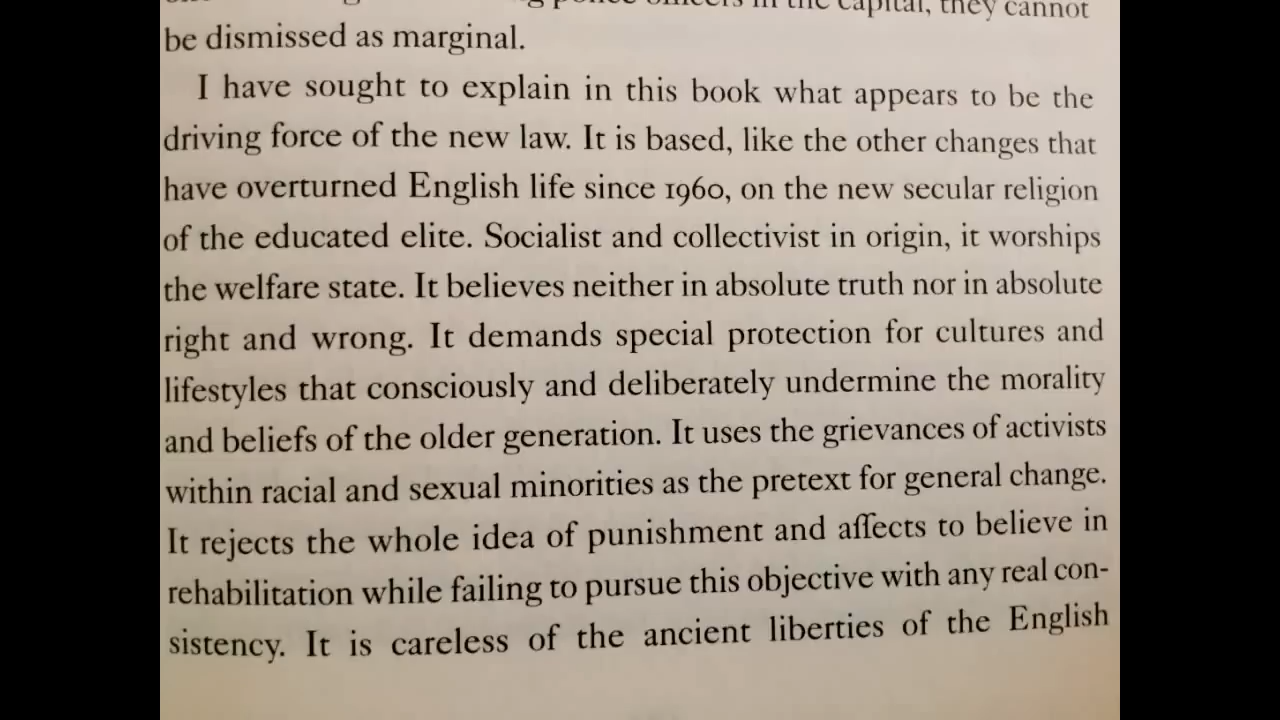 in the capital, they cannot
be dismissed as marginal.
I have sought to explain in this book what appears to be the
driving force of the new law. It is based, like the other changes that
have overturned English life since 1960, on the new secular religion
of the educated elite. Socialist and collectivist in origin, it worships
the welfare state. It believes neither in absolute truth nor in absolute
right and wrong. It demands special protection for cultures and
lifestyles that consciously and deliberately undermine the morality
and beliefs of the older generation. It uses the grievances of activists
within racial and sexual minorities as the pretext for general change.
It rejects the whole idea of punishment and affects to believe in
rehabilitation while failing to pursue this objective with any real con-
sistency. It is careless of the ancient liberties of the English